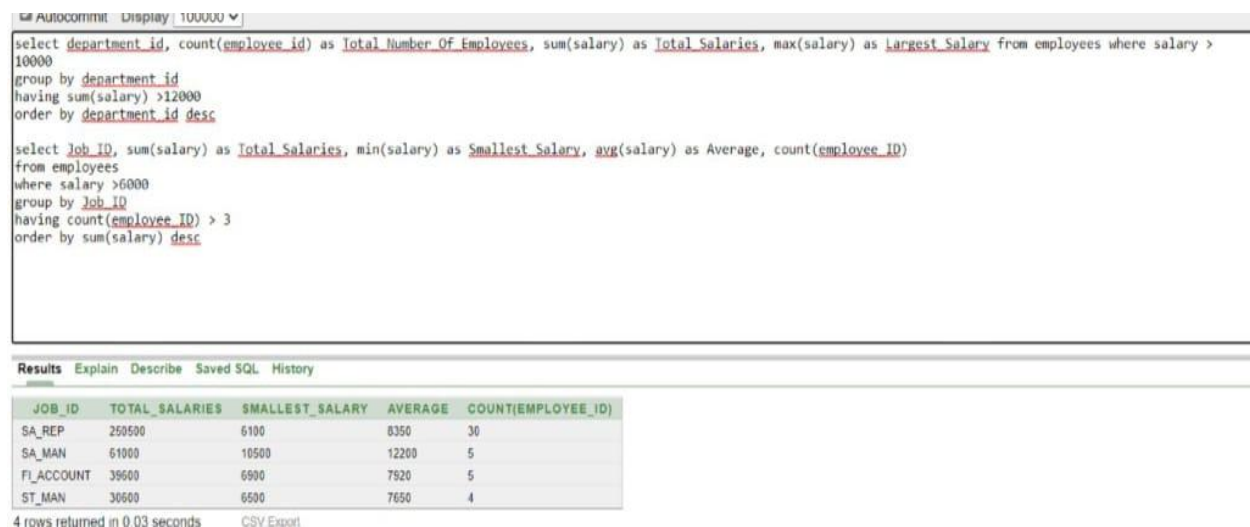 Autocommit Display 100000
select department_id, count(employee_id) as Total_Number_Of_Employees, sum(salary) as Total_Salaries, max(salary) as Largest_Salary from employees where salary >
10000
group by department_id
having sum(salary) >12000
order by department_id desc
select Job_ID, sum(salary) as Total_Salaries, min(salary) as Smallest_Salary, avg(salary) as Average, count(employee_ID)
from employees
where salary >6000
group by Job_ID
having count(employee_ID) > 3
order by sum(salary) desc
Results Explain Describe Saved SQL History
JOB_ID TOTAL_SALARIES SMALLEST_SALARY AVERAGE COUNT(EMPLOYEE_ID)
SA_REP 250500 6100 8350 30
SA_MAN 61000 10500 12200 5
FI_ACCOUNT 39600 6900 7920 5
ST_MAN 30600 6500 7650 4
4 rows returned in 0.03 seconds CSV Export